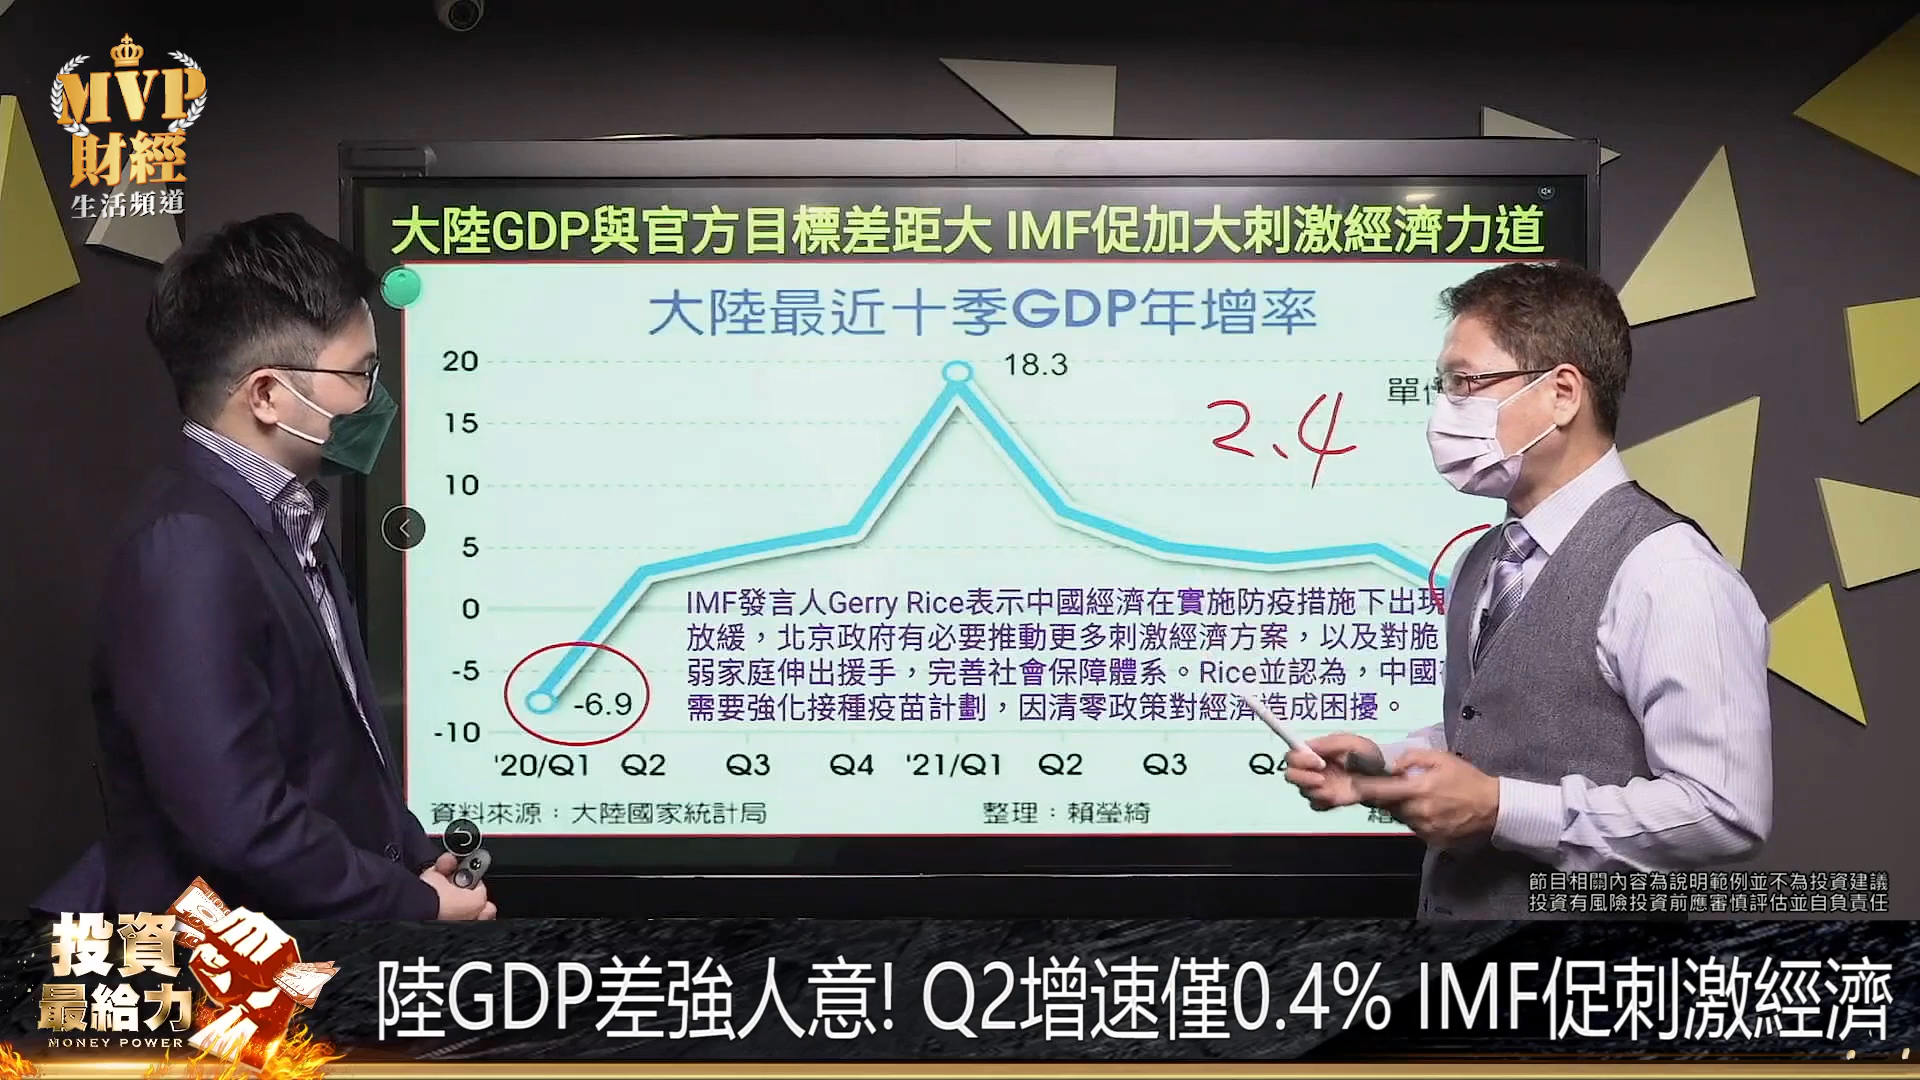 MVP
財經
生活頻道
大陸GDP與官方目標差距大 IMF促加大刺激經濟力道
大陸最近十季GDP年增率
單
20
15
10
5
0
-5
-10
18.3
2.4
-6.9
IMF發言人Gerry Rice表示中國經濟在實施防疫措施下出現
放緩，北京政府有必要推動更多刺激經濟方案，以及對脆
弱家庭伸出援手，完善社會保障體系。Rice並認為，中國
需要強化接種疫苗計劃，因清零政策對經濟造成困擾。
'20/Q1 Q2 Q3 Q4 '21/Q1 Q2 Q3 Q4
資料來源：大陸國家統計局 整理：賴瑩綺
節目相關內容為說明範例並不為投資建議
投資有風險投資前應審慎評估並自負責任
投資
最給力
MONEY POWER
陸GDP差強人意! Q2增速僅0.4% IMF促刺激經濟